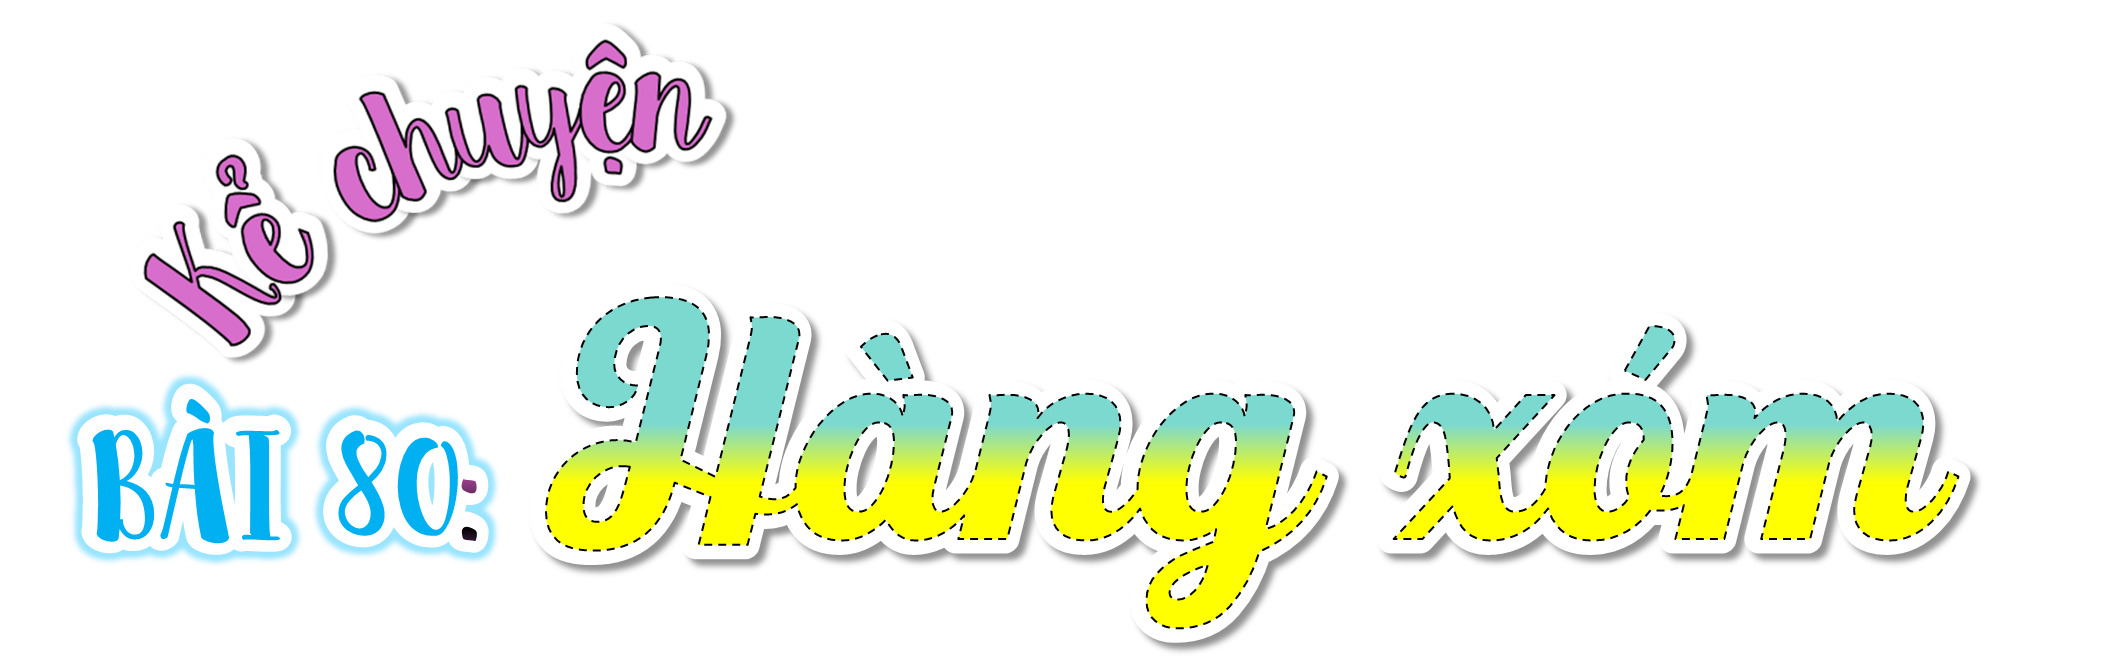 Kể chuyện
BÀI 80: Hàng xóm